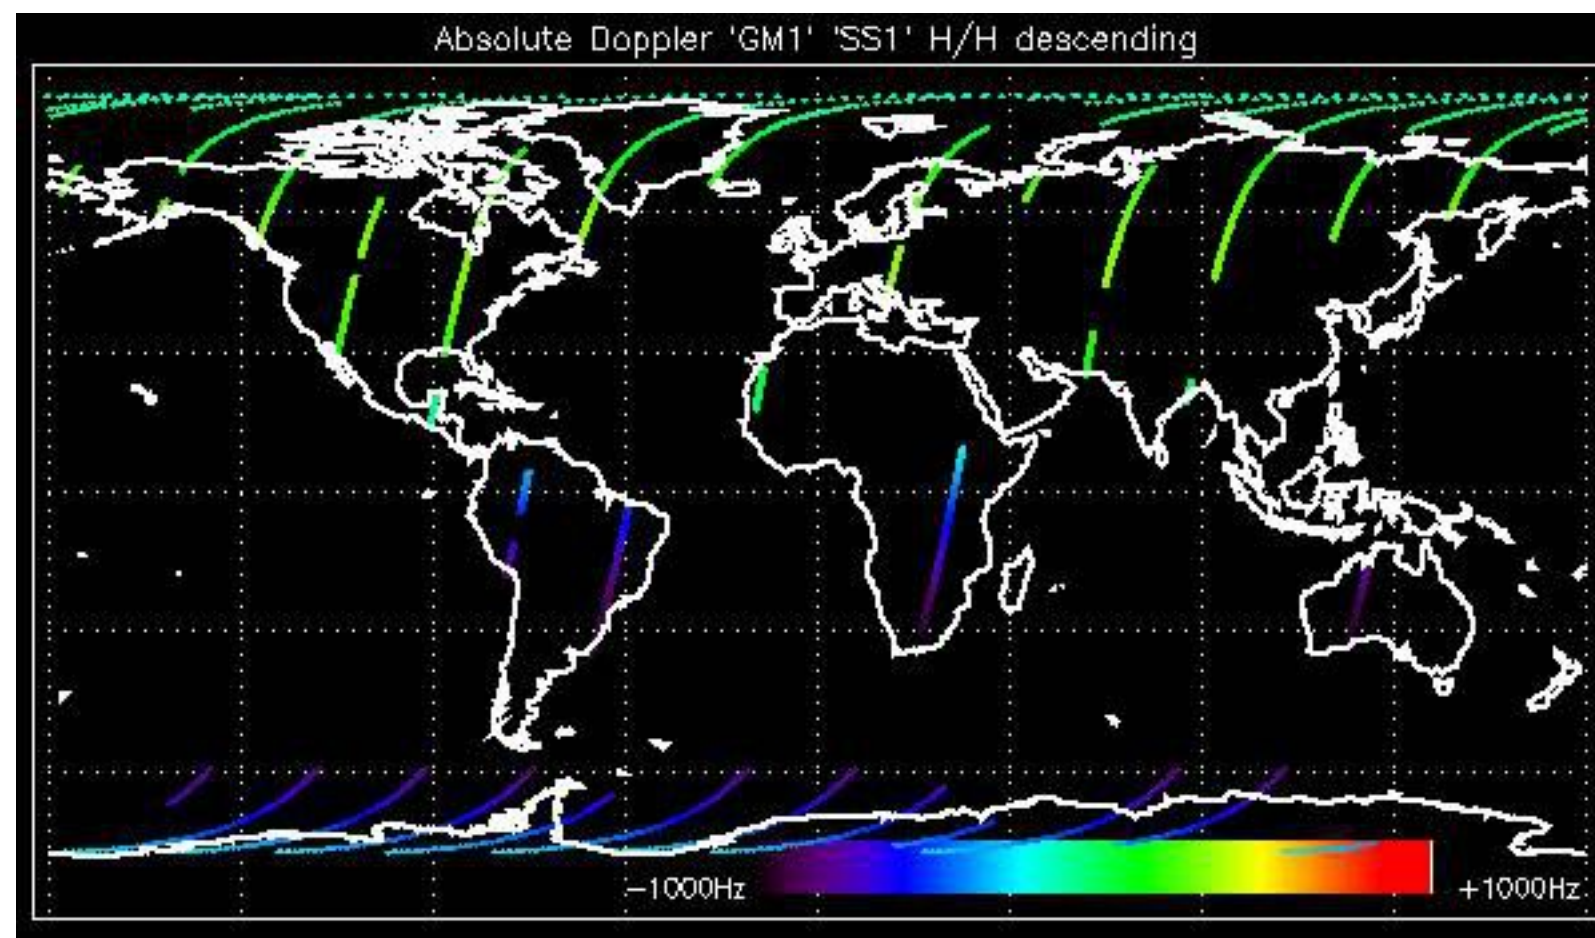 Absolute Doppler 'GM1' 'SS1' H/H descending
−1000Hz
+1000Hz